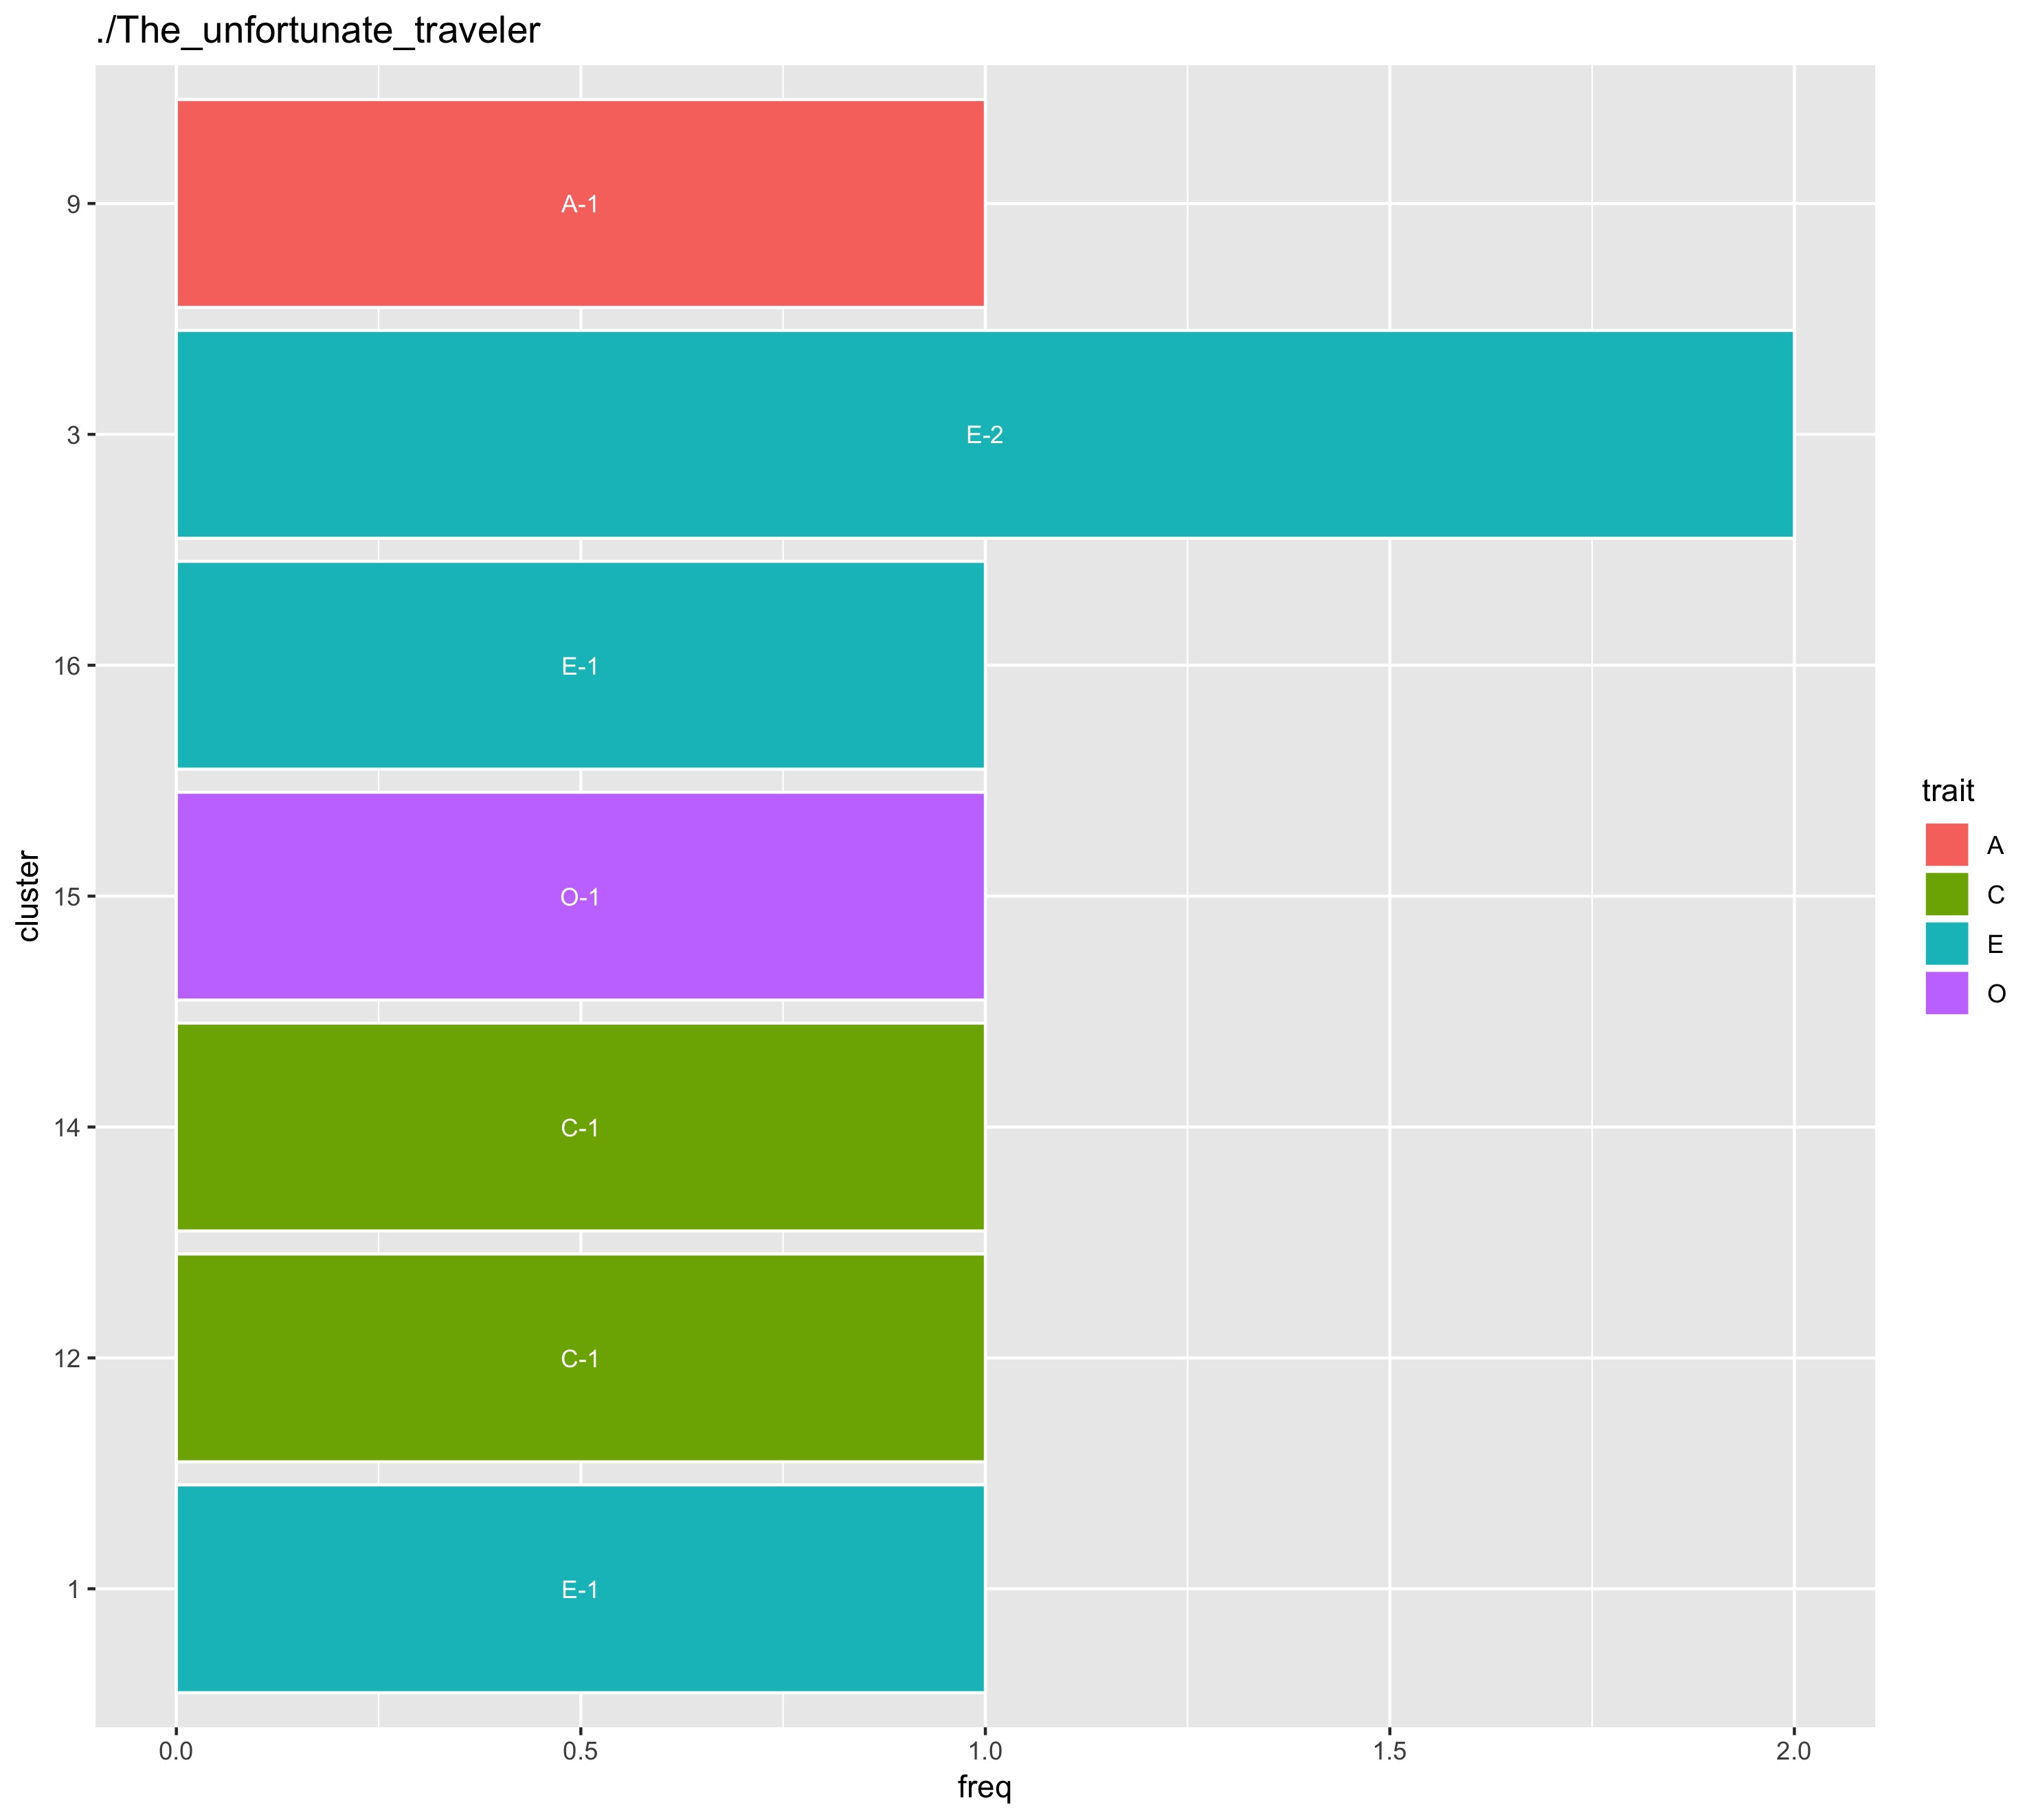 ./The_unfortunate_traveler
9
A-1
3
E-2
16
E-1
15
O-1
14
C-1
12
C-1
1
E-1
cluster
0.0
0.5
1.0
1.5
2.0
freq
trait
A
C
E
O